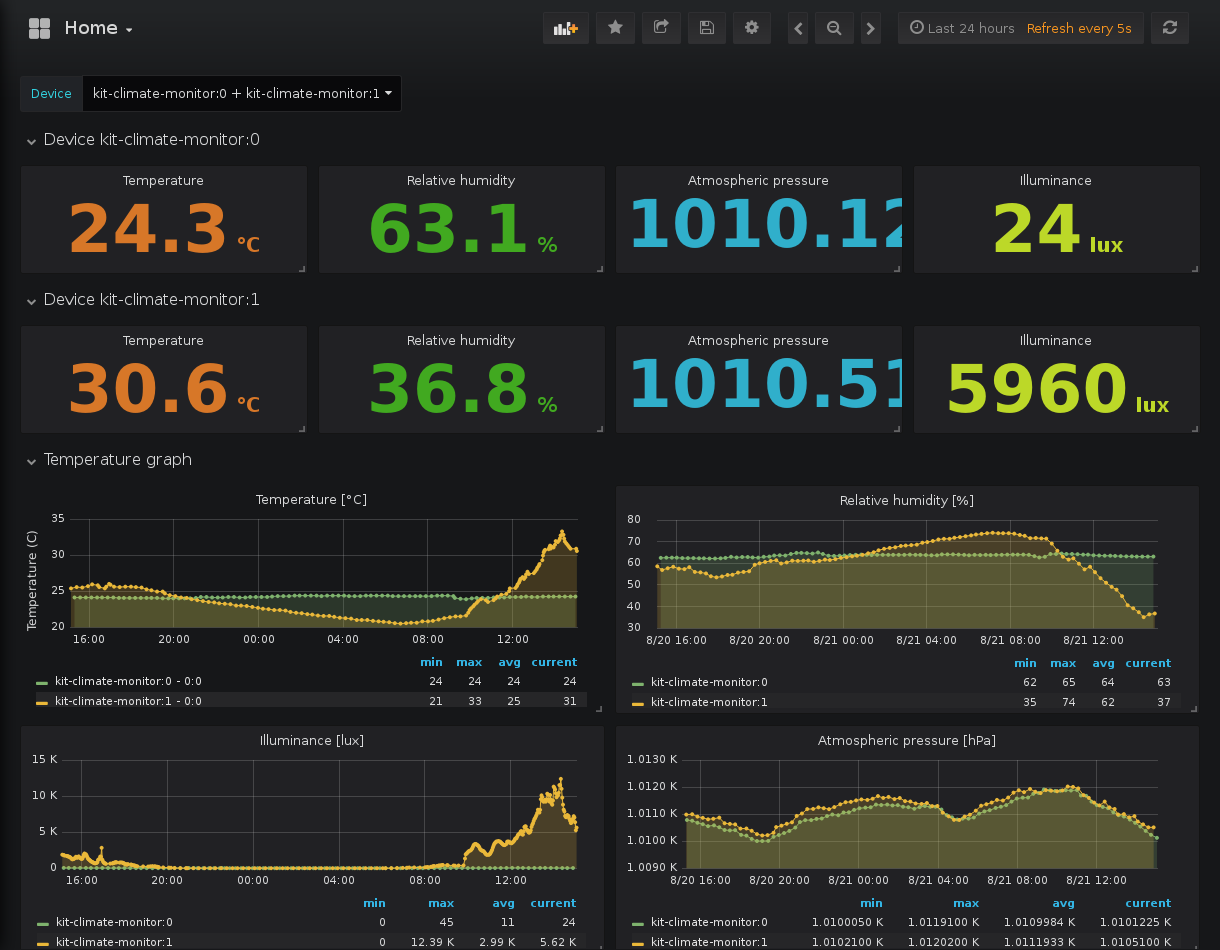 Home
Last 24 hours Refresh every 5s
Device kit-climate-monitor:0 + kit-climate-monitor:1
Device kit-climate-monitor:0
Temperature Relative humidity Atmospheric pressure Illuminance
24.3 °C 63.1 % 1010.12 24 lux
Device kit-climate-monitor:1
Temperature Relative humidity Atmospheric pressure Illuminance
30.6 °C 36.8 % 1010.51 5960 lux
Temperature graph
Temperature [°C]
Temperature (C)
35
30
25
20
16:00 20:00 00:00 04:00 08:00 12:00
min max avg current
kit-climate-monitor:0 - 0:0 24 24 24 24
kit-climate-monitor:1 - 0:0 21 33 25 31
Relative humidity [%]
80
70
60
50
40
30
8/20 16:00 8/20 20:00 8/21 00:00 8/21 04:00 8/21 08:00 8/21 12:00
min max avg current
kit-climate-monitor:0 62 65 64 63
kit-climate-monitor:1 35 74 62 37
Illuminance [lux]
15 K
10 K
5 K
0
16:00 20:00 00:00 04:00 08:00 12:00
min max avg current
kit-climate-monitor:0 0 45 11 24
kit-climate-monitor:1 0 12.39 K 2.99 K 5.62 K
Atmospheric pressure [hPa]
1.0130 K
1.0120 K
1.0110 K
1.0100 K
1.0090 K
8/20 16:00 8/20 20:00 8/21 00:00 8/21 04:00 8/21 08:00 8/21 12:00
min max avg current
kit-climate-monitor:0 1.0100050 K 1.0119100 K 1.0109984 K 1.0101225 K
kit-climate-monitor:1 1.0102100 K 1.0120200 K 1.0111933 K 1.0105100 K